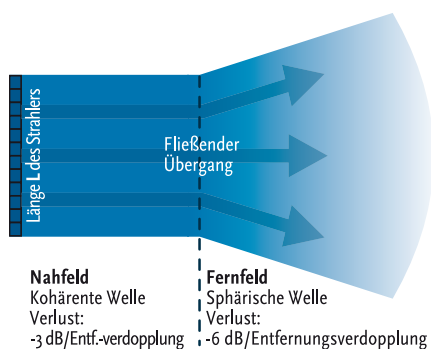 Länge L des Strahlers
Fließender
Übergang
Nahfeld
Kohärente Welle
Verlust:
-3 dB/Entf.-verdopplung
Fernfeld
Sphärische Welle
Verlust:
-6 dB/Entfernungsverdopplung